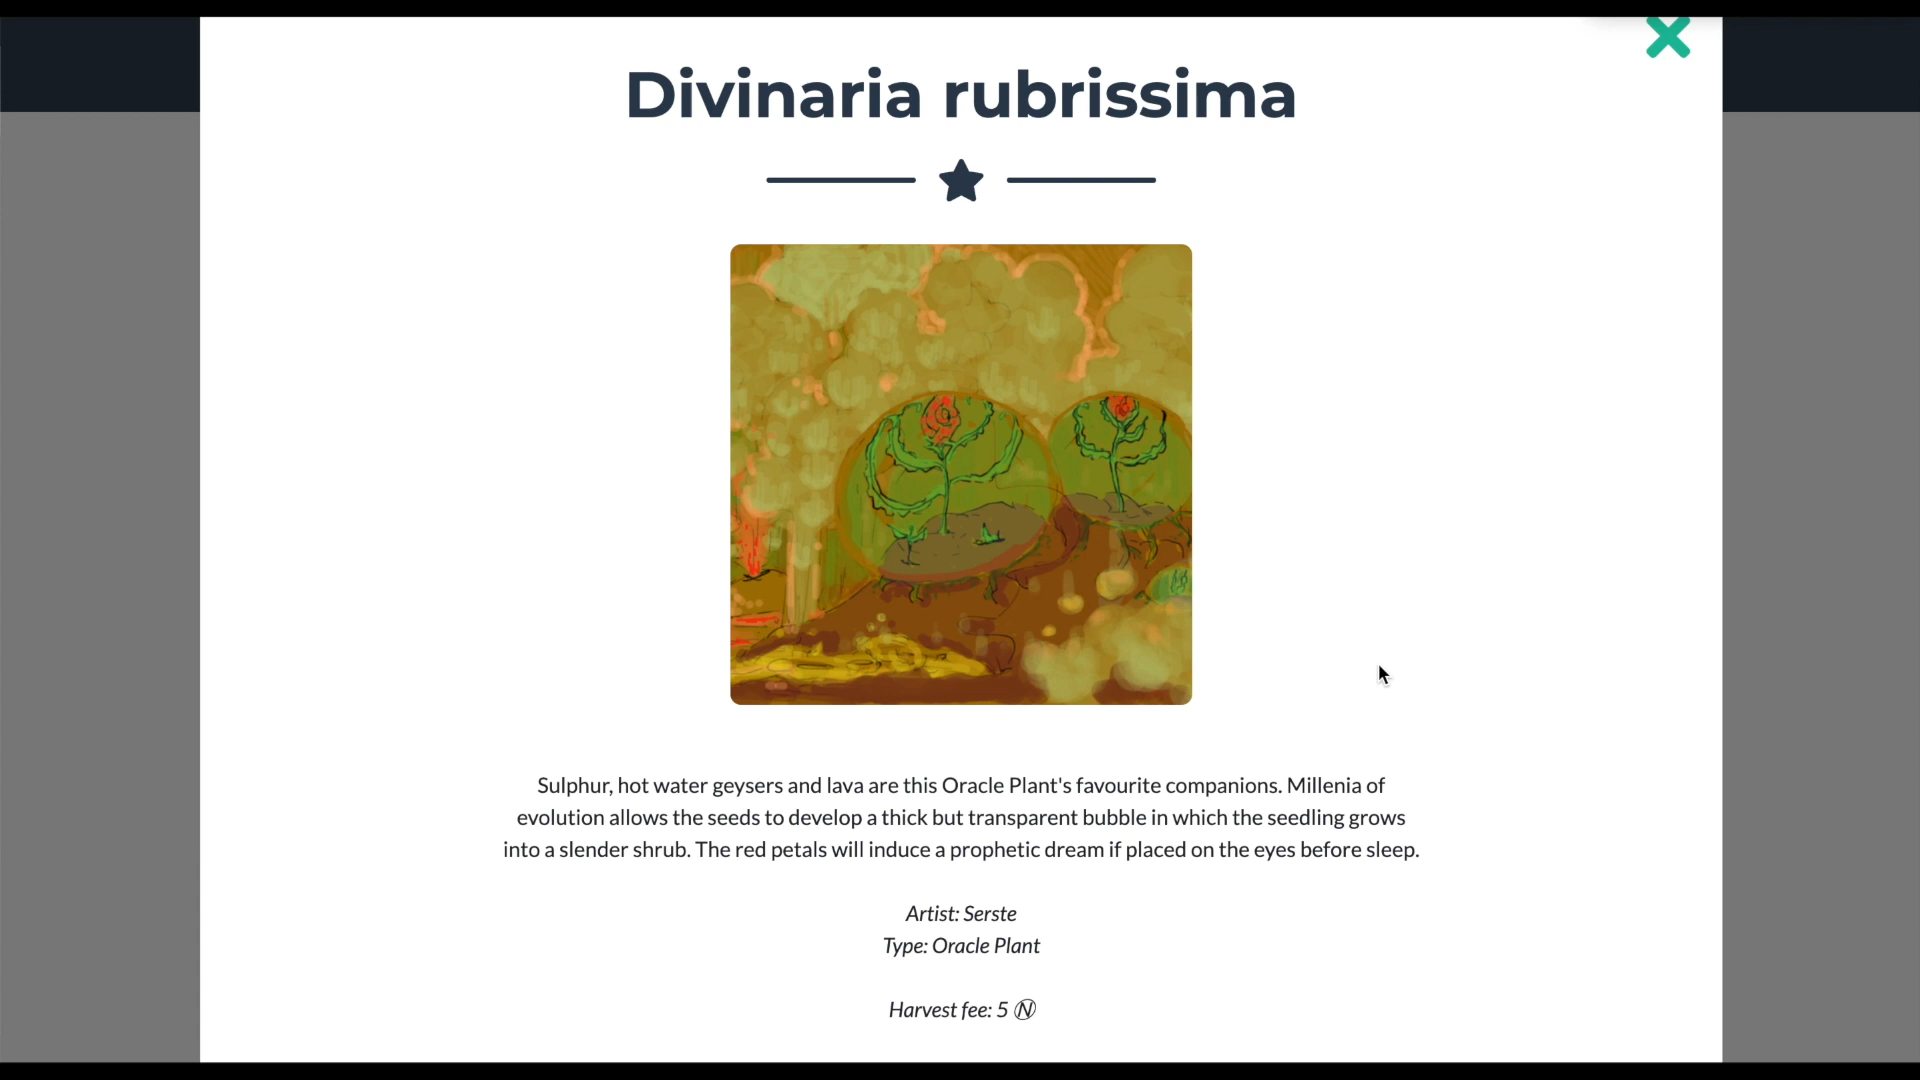 Divinaria rubrissima
Sulphur, hot water geysers and lava are this Oracle Plant's favourite companions. Millenia of
evolution allows the seeds to develop a thick but transparent bubble in which the seedling grows
into a slender shrub. The red petals will induce a prophetic dream if placed on the eyes before sleep.
Artist: Serste
Type: Oracle Plant
Harvest fee: 5 Ⓝ